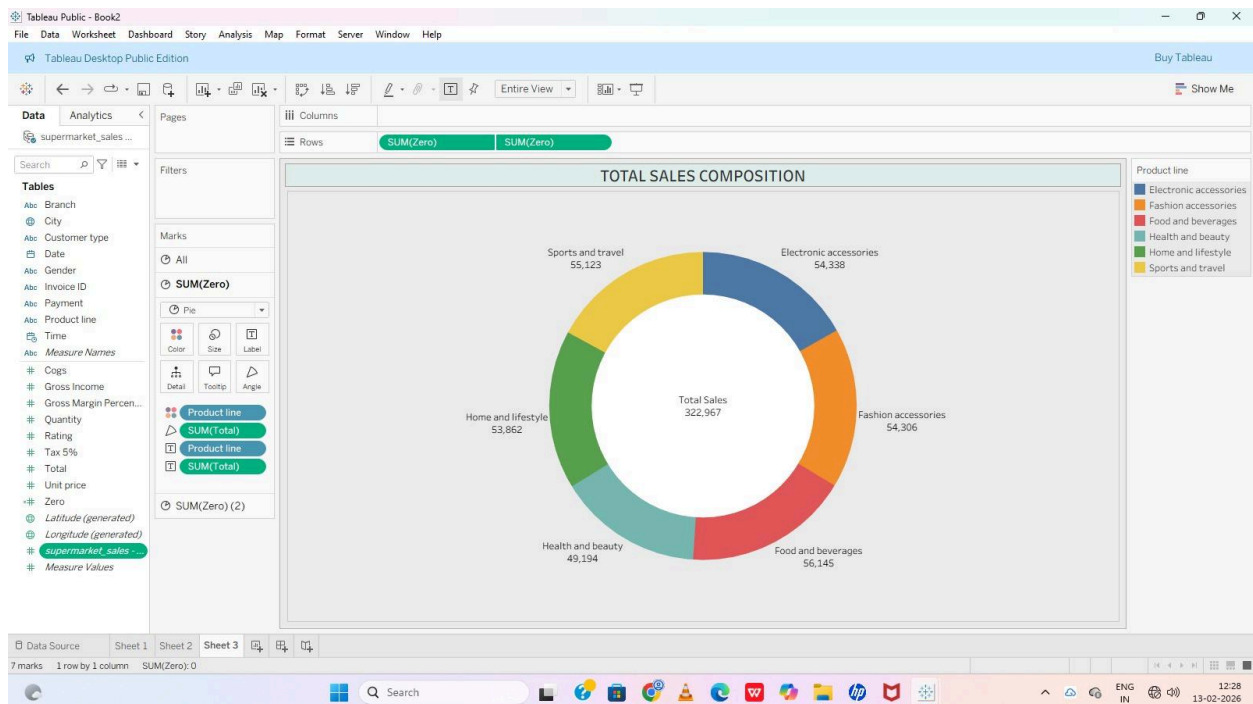 Tableau Public - Book2
File Data Worksheet Dashboard Story Analysis Map Format Server Window Help
Tableau Desktop Public Edition
Buy Tableau
Entire View
Show Me
Data Analytics
supermarket_sales ...
Search
Tables
Abc Branch
City
Abc Customer type
Date
Abc Gender
Abc Invoice ID
Abc Payment
Abc Product line
Time
Abc Measure Names
# Cogs
# Gross Income
# Gross Margin Percen...
# Quantity
# Rating
# Tax 5%
# Total
# Unit price
# Zero
Latitude (generated)
Longitude (generated)
# supermarket_sales - ...
# Measure Values
Pages
Filters
Marks
All
SUM(Zero)
Pie
Color Size Label
Detail Tooltip Angle
Product line
SUM(Total)
Product line
SUM(Total)
SUM(Zero) (2)
Columns
Rows
SUM(Zero) SUM(Zero)
TOTAL SALES COMPOSITION
Sports and travel
55,123
Electronic accessories
54,338
Total Sales
322,967
Home and lifestyle
53,862
Fashion accessories
54,306
Health and beauty
49,194
Food and beverages
56,145
Product line
Electronic accessories
Fashion accessories
Food and beverages
Health and beauty
Home and lifestyle
Sports and travel
Data Source Sheet 1 Sheet 2 Sheet 3
7 marks 1 row by 1 column SUM(Zero): 0
Search
ENG
IN
12:28
13-02-2026